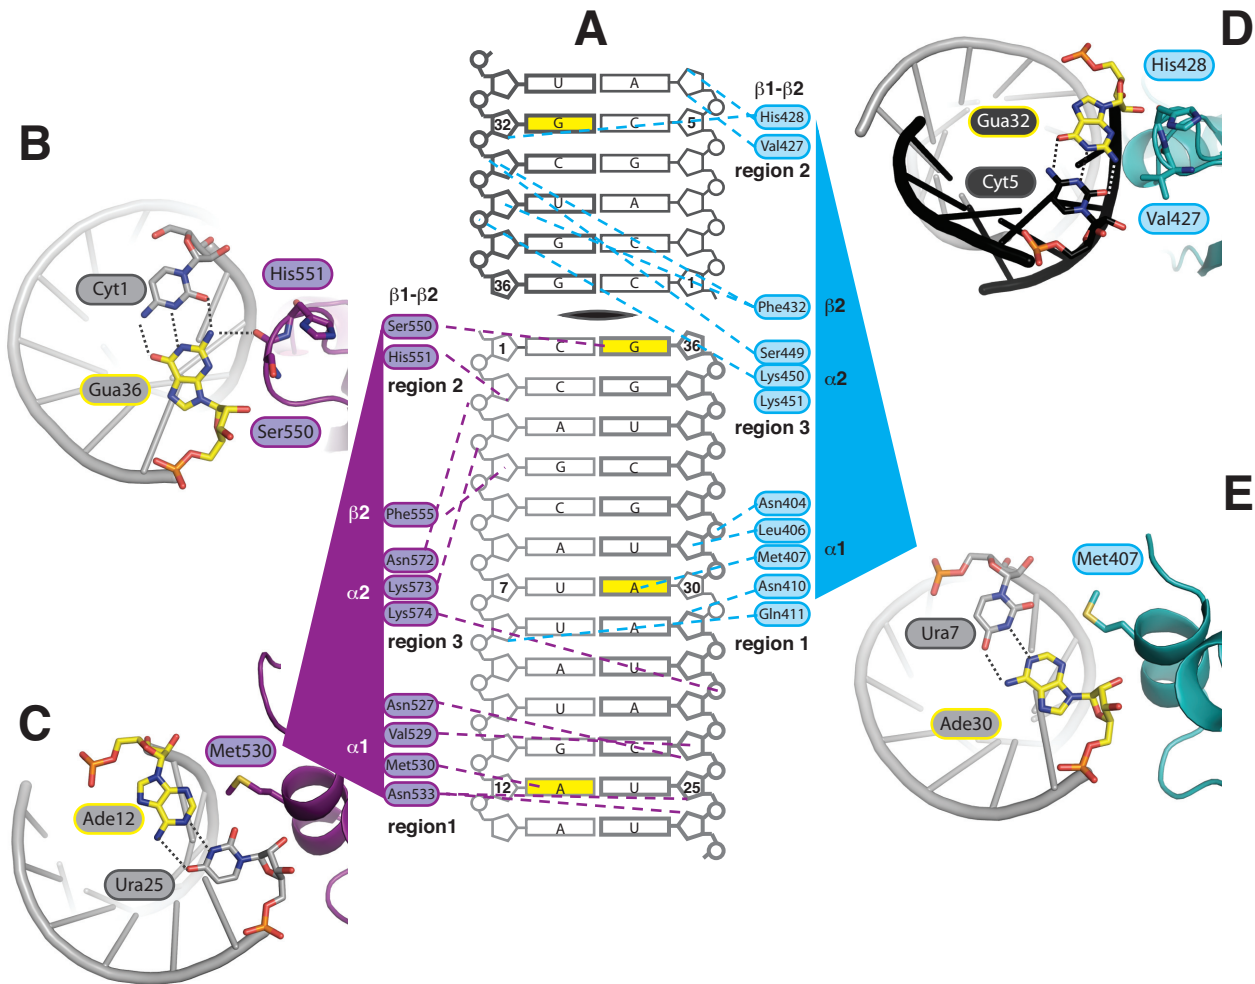 A
D
B
E
C
U A
32 G C 5
C G
U A
G C
36 G C 1
1 C G 36
C G
A U
G C
C G
A U
7 U A 30
U A
A U
U A
G C
12 A U 25
A U
β1-β2
His428
Val427
region 2
Phe432
β2
Ser449
Lys450
α2
Lys451
region 3
Asn404
Leu406
Met407
α1
Asn410
Gln411
region 1
β1-β2
Ser550
His551
region 2
β2
Phe555
Asn572
α2
Lys573
Lys574
region 3
Asn527
Val529
α1
Met530
Asn533
region1
Cyt1
His551
Gua36
Ser550
Met530
Ade12
Ura25
His428
Gua32
Cyt5
Val427
Met407
Ura7
Ade30